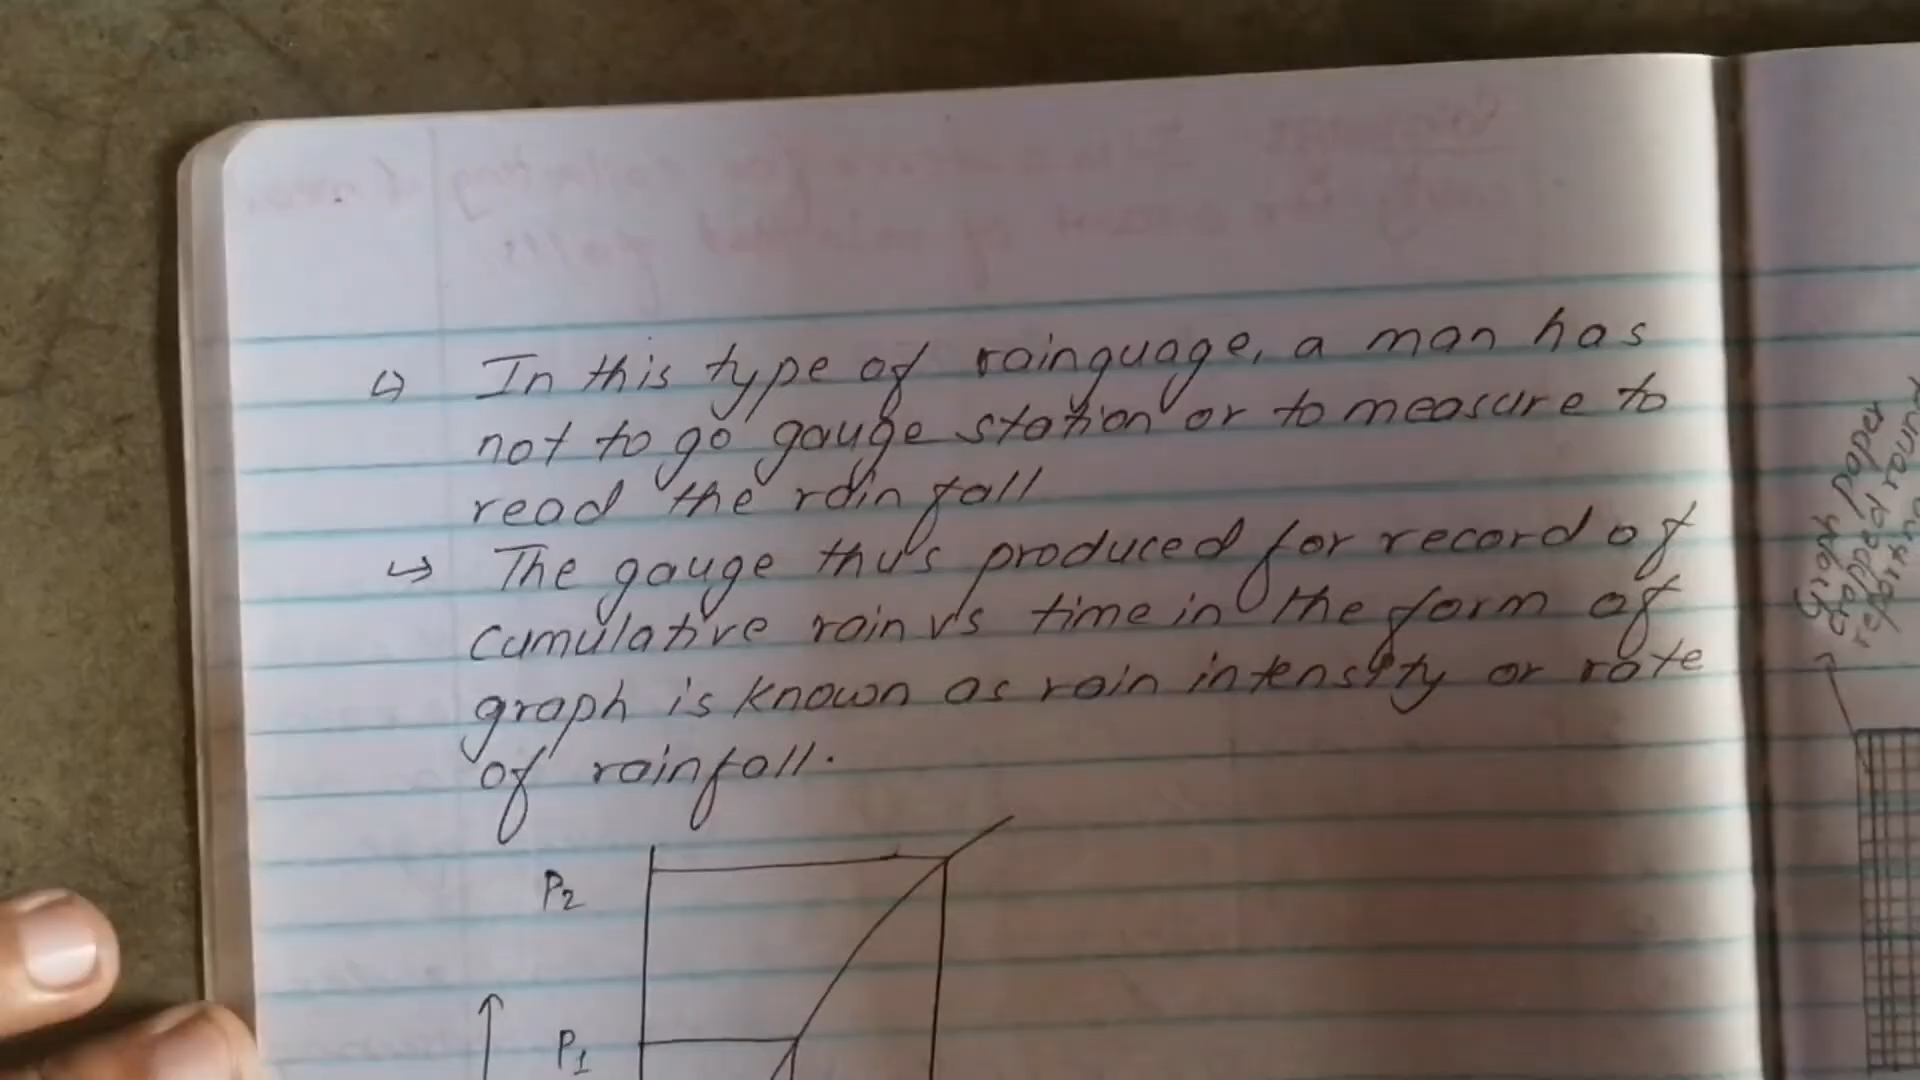 ↳ In this type of rainguage, a man has
not to go gauge station or to measure to
read the rain fall
↳ The gauge thus produced for record of
cumulative rain v/s time in the form of
graph is known as rain intensity or rate
of rainfall.
P2
P1
Graph paper
round